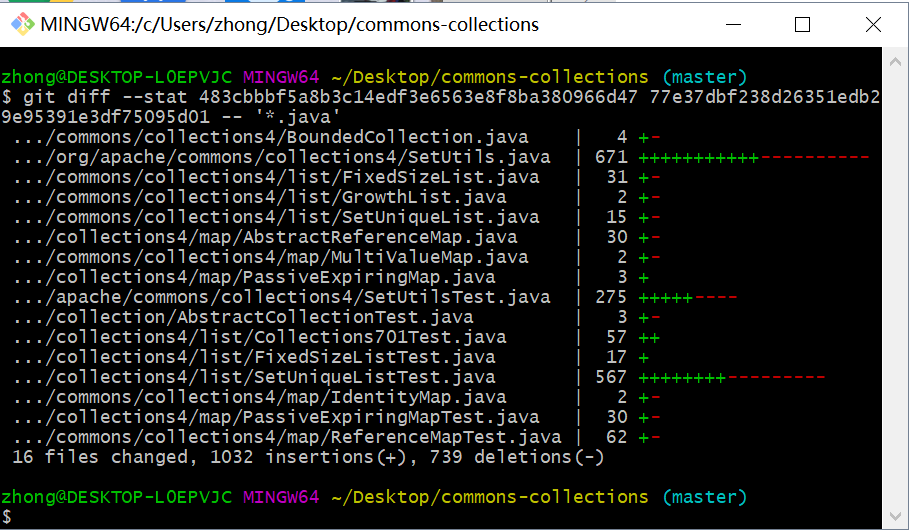 MINGW64:/c/Users/zhong/Desktop/commons-collections
zhong@DESKTOP-L0EPVJC MINGW64 ~/Desktop/commons-collections (master)
$ git diff --stat 483cbbbf5a8b3c14edf3e6563e8f8ba380966d47 77e37dbf238d26351edb2
9e95391e3df75095d01 -- '*.java'
.../commons/collections4/BoundedCollection.java | 4 +-
.../org/apache/commons/collections4/SetUtils.java | 671 +++++++++++----------
.../commons/collections4/list/FixedSizeList.java | 31 +-
.../commons/collections4/list/GrowthList.java | 2 +-
.../commons/collections4/list/SetUniqueList.java | 15 +-
.../collections4/map/AbstractReferenceMap.java | 30 +-
.../commons/collections4/map/MultiValueMap.java | 2 +-
.../collections4/map/PassiveExpiringMap.java | 3 +
.../apache/commons/collections4/SetUtilsTest.java | 275 +++++----
.../collection/AbstractCollectionTest.java | 3 +-
.../collections4/list/Collections701Test.java | 57 ++
.../collections4/list/FixedSizeListTest.java | 17 +
.../collections4/list/SetUniqueListTest.java | 567 ++++++++---------
.../commons/collections4/map/IdentityMap.java | 2 +-
.../collections4/map/PassiveExpiringMapTest.java | 30 +-
.../commons/collections4/map/ReferenceMapTest.java | 62 +-
16 files changed, 1032 insertions(+), 739 deletions(-)
zhong@DESKTOP-L0EPVJC MINGW64 ~/Desktop/commons-collections (master)
$